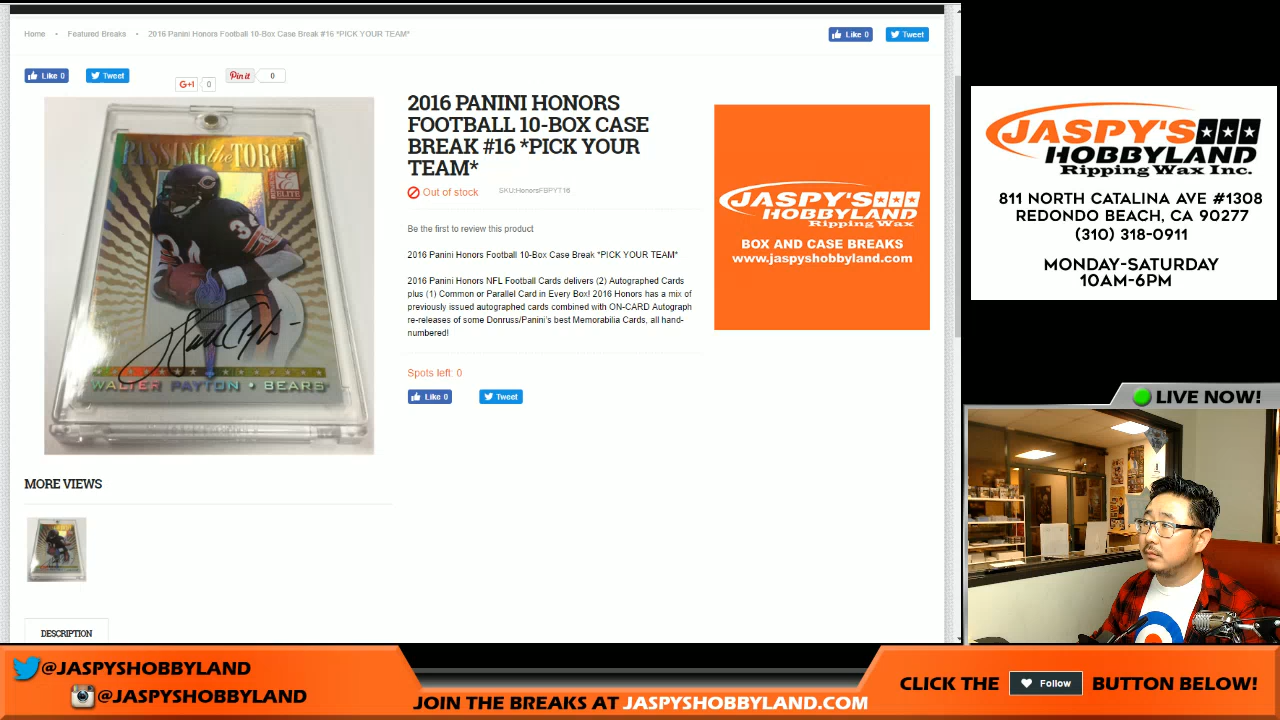 Home • Featured Breaks • 2016 Panini Honors Football 10-Box Case Break #16 *PICK YOUR TEAM*
Like 0 Tweet
Like 0 Tweet
G+1 0 Pin it 0
PASSING the TORCH
ELITE
WALTER PAYTON • BEARS
2016 PANINI HONORS
FOOTBALL 10-BOX CASE
BREAK #16 *PICK YOUR
TEAM*
Out of stock SKU:HonorsFBPYT16
Be the first to review this product
2016 Panini Honors Football 10-Box Case Break *PICK YOUR TEAM*
2016 Panini Honors NFL Football Cards delivers (2) Autographed Cards
plus (1) Common or Parallel Card in Every Box! 2016 Honors has a mix of
previously issued autographed cards combined with ON-CARD Autograph
re-releases of some Donruss/Panini's best Memorabilia Cards, all hand-
numbered!
Spots left: 0
Like 0 Tweet
JASPY'S
HOBBYLAND
Ripping Wax
BOX AND CASE BREAKS
www.jaspyshobbyland.com
MORE VIEWS
DESCRIPTION
JASPY'S
HOBBYLAND
Ripping Wax Inc.
811 NORTH CATALINA AVE #1308
REDONDO BEACH, CA 90277
(310) 318-0911
MONDAY-SATURDAY
10AM-6PM
LIVE NOW!
@JASPYSHOBBYLAND
@JASPYSHOBBYLAND
JOIN THE BREAKS AT JASPYSHOBBYLAND.COM
CLICK THE Follow BUTTON BELOW!